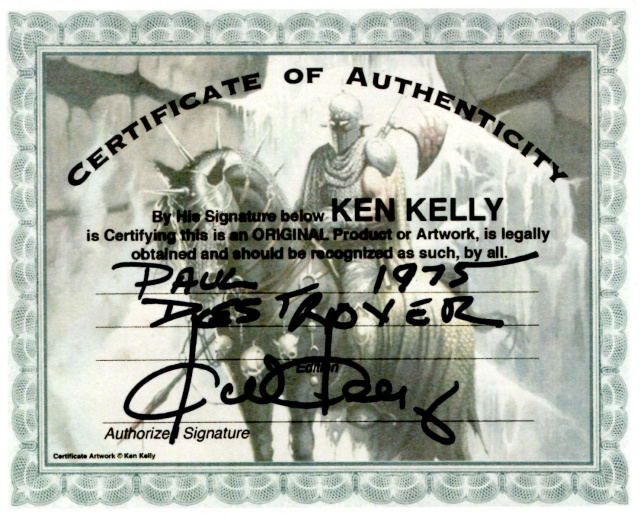 CERTIFICATE OF AUTHENTICITY
By His Signature below KEN KELLY
is Certifying this is an ORIGINAL Product or Artwork, is legally
obtained and should be recognized as such, by all.
PAUL 1975
DESTROYER
Edition
Authorized Signature
Certificate Artwork © Ken Kelly